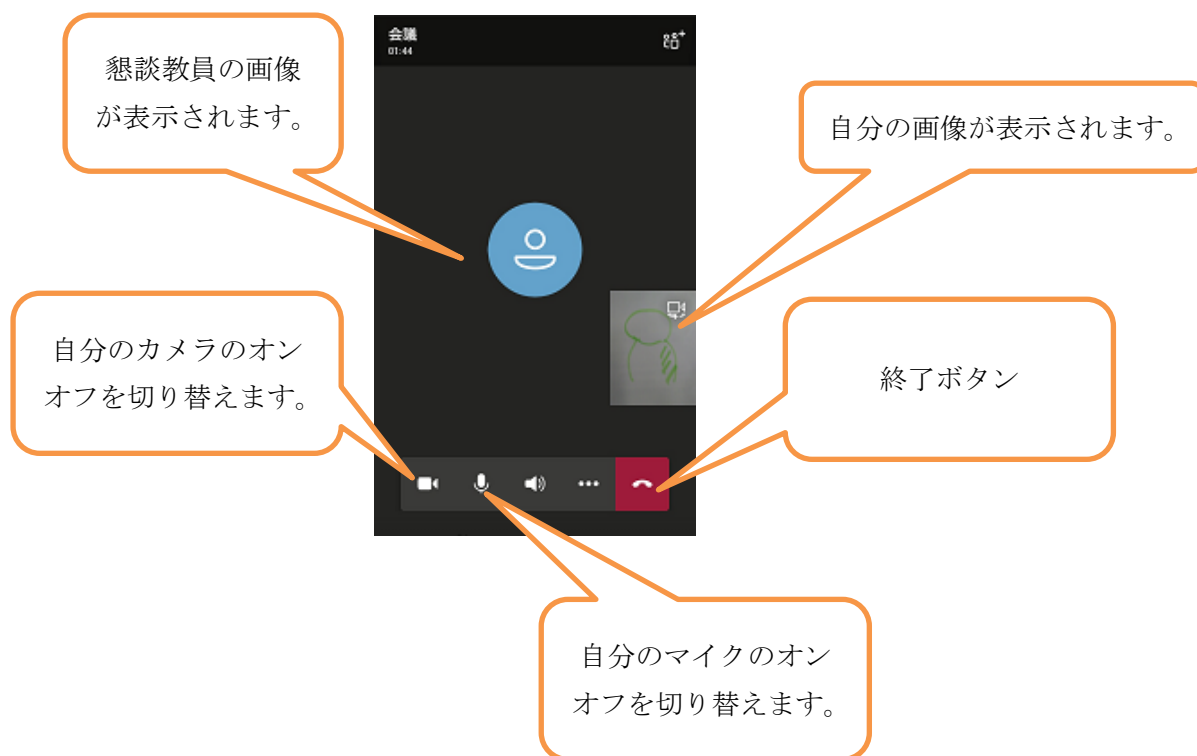 会議
01:44
懇談教員の画像
が表示されます。
自分の画像が表示されます。
自分のカメラのオン
オフを切り替えます。
終了ボタン
自分のマイクのオン
オフを切り替えます。